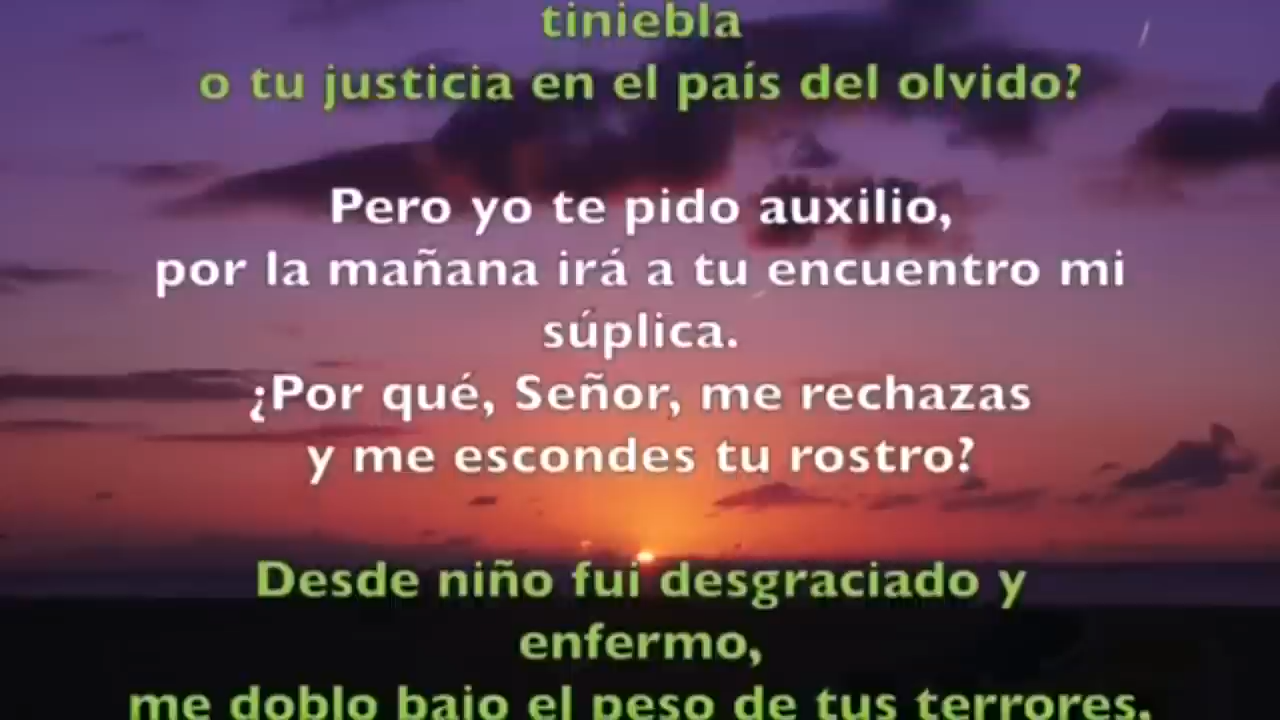 tiniebla
o tu justicia en el país del olvido?
Pero yo te pido auxilio,
por la mañana irá a tu encuentro mi
súplica.
¿Por qué, Señor, me rechazas
y me escondes tu rostro?
Desde niño fui desgraciado y
enfermo,
me doblo bajo el peso de tus terrores,